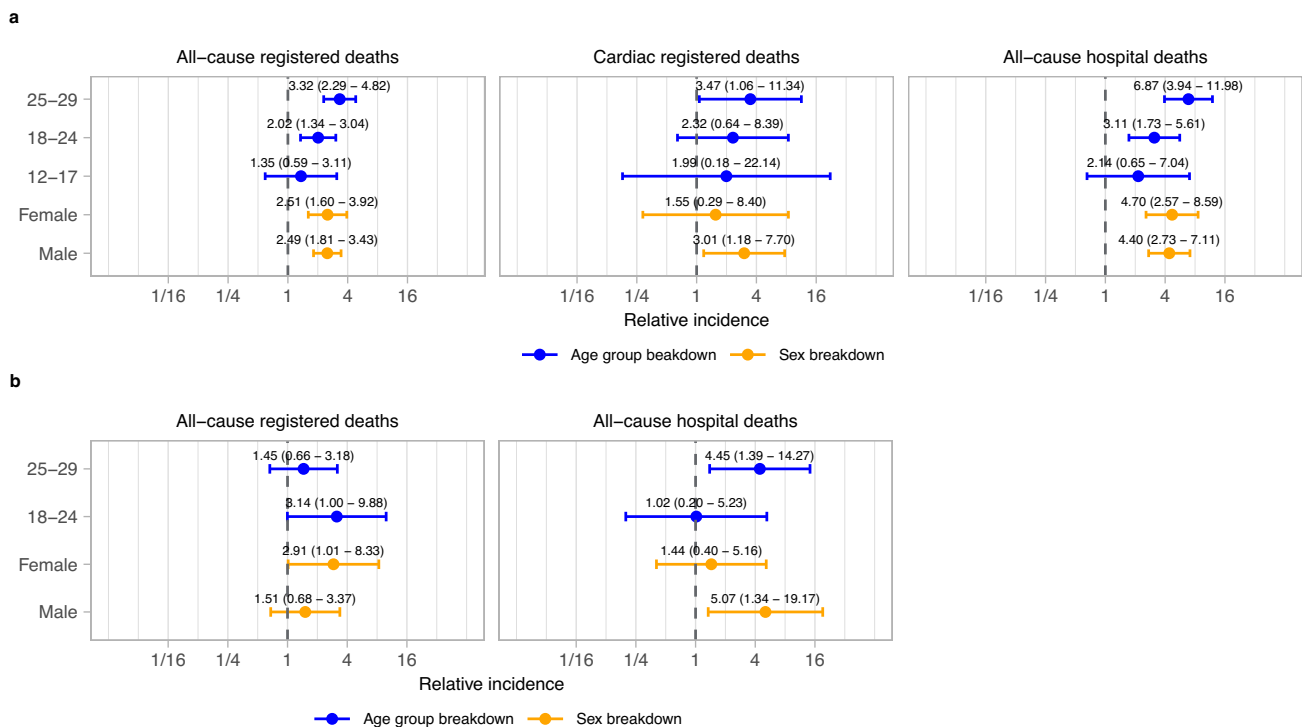 a
All−cause registered deaths
Cardiac registered deaths
All−cause hospital deaths
25−29
18−24
12−17
Female
Male
3.32 (2.29 − 4.82)
2.02 (1.34 − 3.04)
1.35 (0.59 − 3.11)
2.51 (1.60 − 3.92)
2.49 (1.81 − 3.43)
3.47 (1.06 − 11.34)
2.32 (0.64 − 8.39)
1.99 (0.18 − 22.14)
1.55 (0.29 − 8.40)
3.01 (1.18 − 7.70)
6.87 (3.94 − 11.98)
3.11 (1.73 − 5.61)
2.14 (0.65 − 7.04)
4.70 (2.57 − 8.59)
4.40 (2.73 − 7.11)
1/16 1/4 1 4 16
1/16 1/4 1 4 16
1/16 1/4 1 4 16
Relative incidence
Age group beakdown Sex breakdown
b
All−cause registered deaths
All−cause hospital deaths
25−29
18−24
Female
Male
1.45 (0.66 − 3.18)
3.14 (1.00 − 9.88)
2.91 (1.01 − 8.33)
1.51 (0.68 − 3.37)
4.45 (1.39 − 14.27)
1.02 (0.20 − 5.23)
1.44 (0.40 − 5.16)
5.07 (1.34 − 19.17)
1/16 1/4 1 4 16
1/16 1/4 1 4 16
Relative incidence
Age group breakdown Sex breakdown